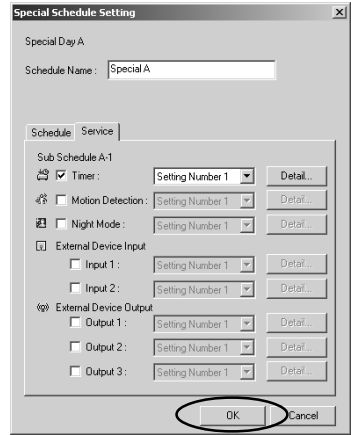 Special Schedule Setting
Special Day A
Schedule Name : Special A
Schedule Service
Sub Schedule A-1
Timer : Setting Number 1 Detail...
Motion Detection : Setting Number 1 Detail...
Night Mode : Setting Number 1 Detail...
External Device Input
Input 1 : Setting Number 1 Detail...
Input 2 : Setting Number 1 Detail...
External Device Output
Output 1 : Setting Number 1 Detail...
Output 2 : Setting Number 1 Detail...
Output 3 : Setting Number 1 Detail...
OK Cancel